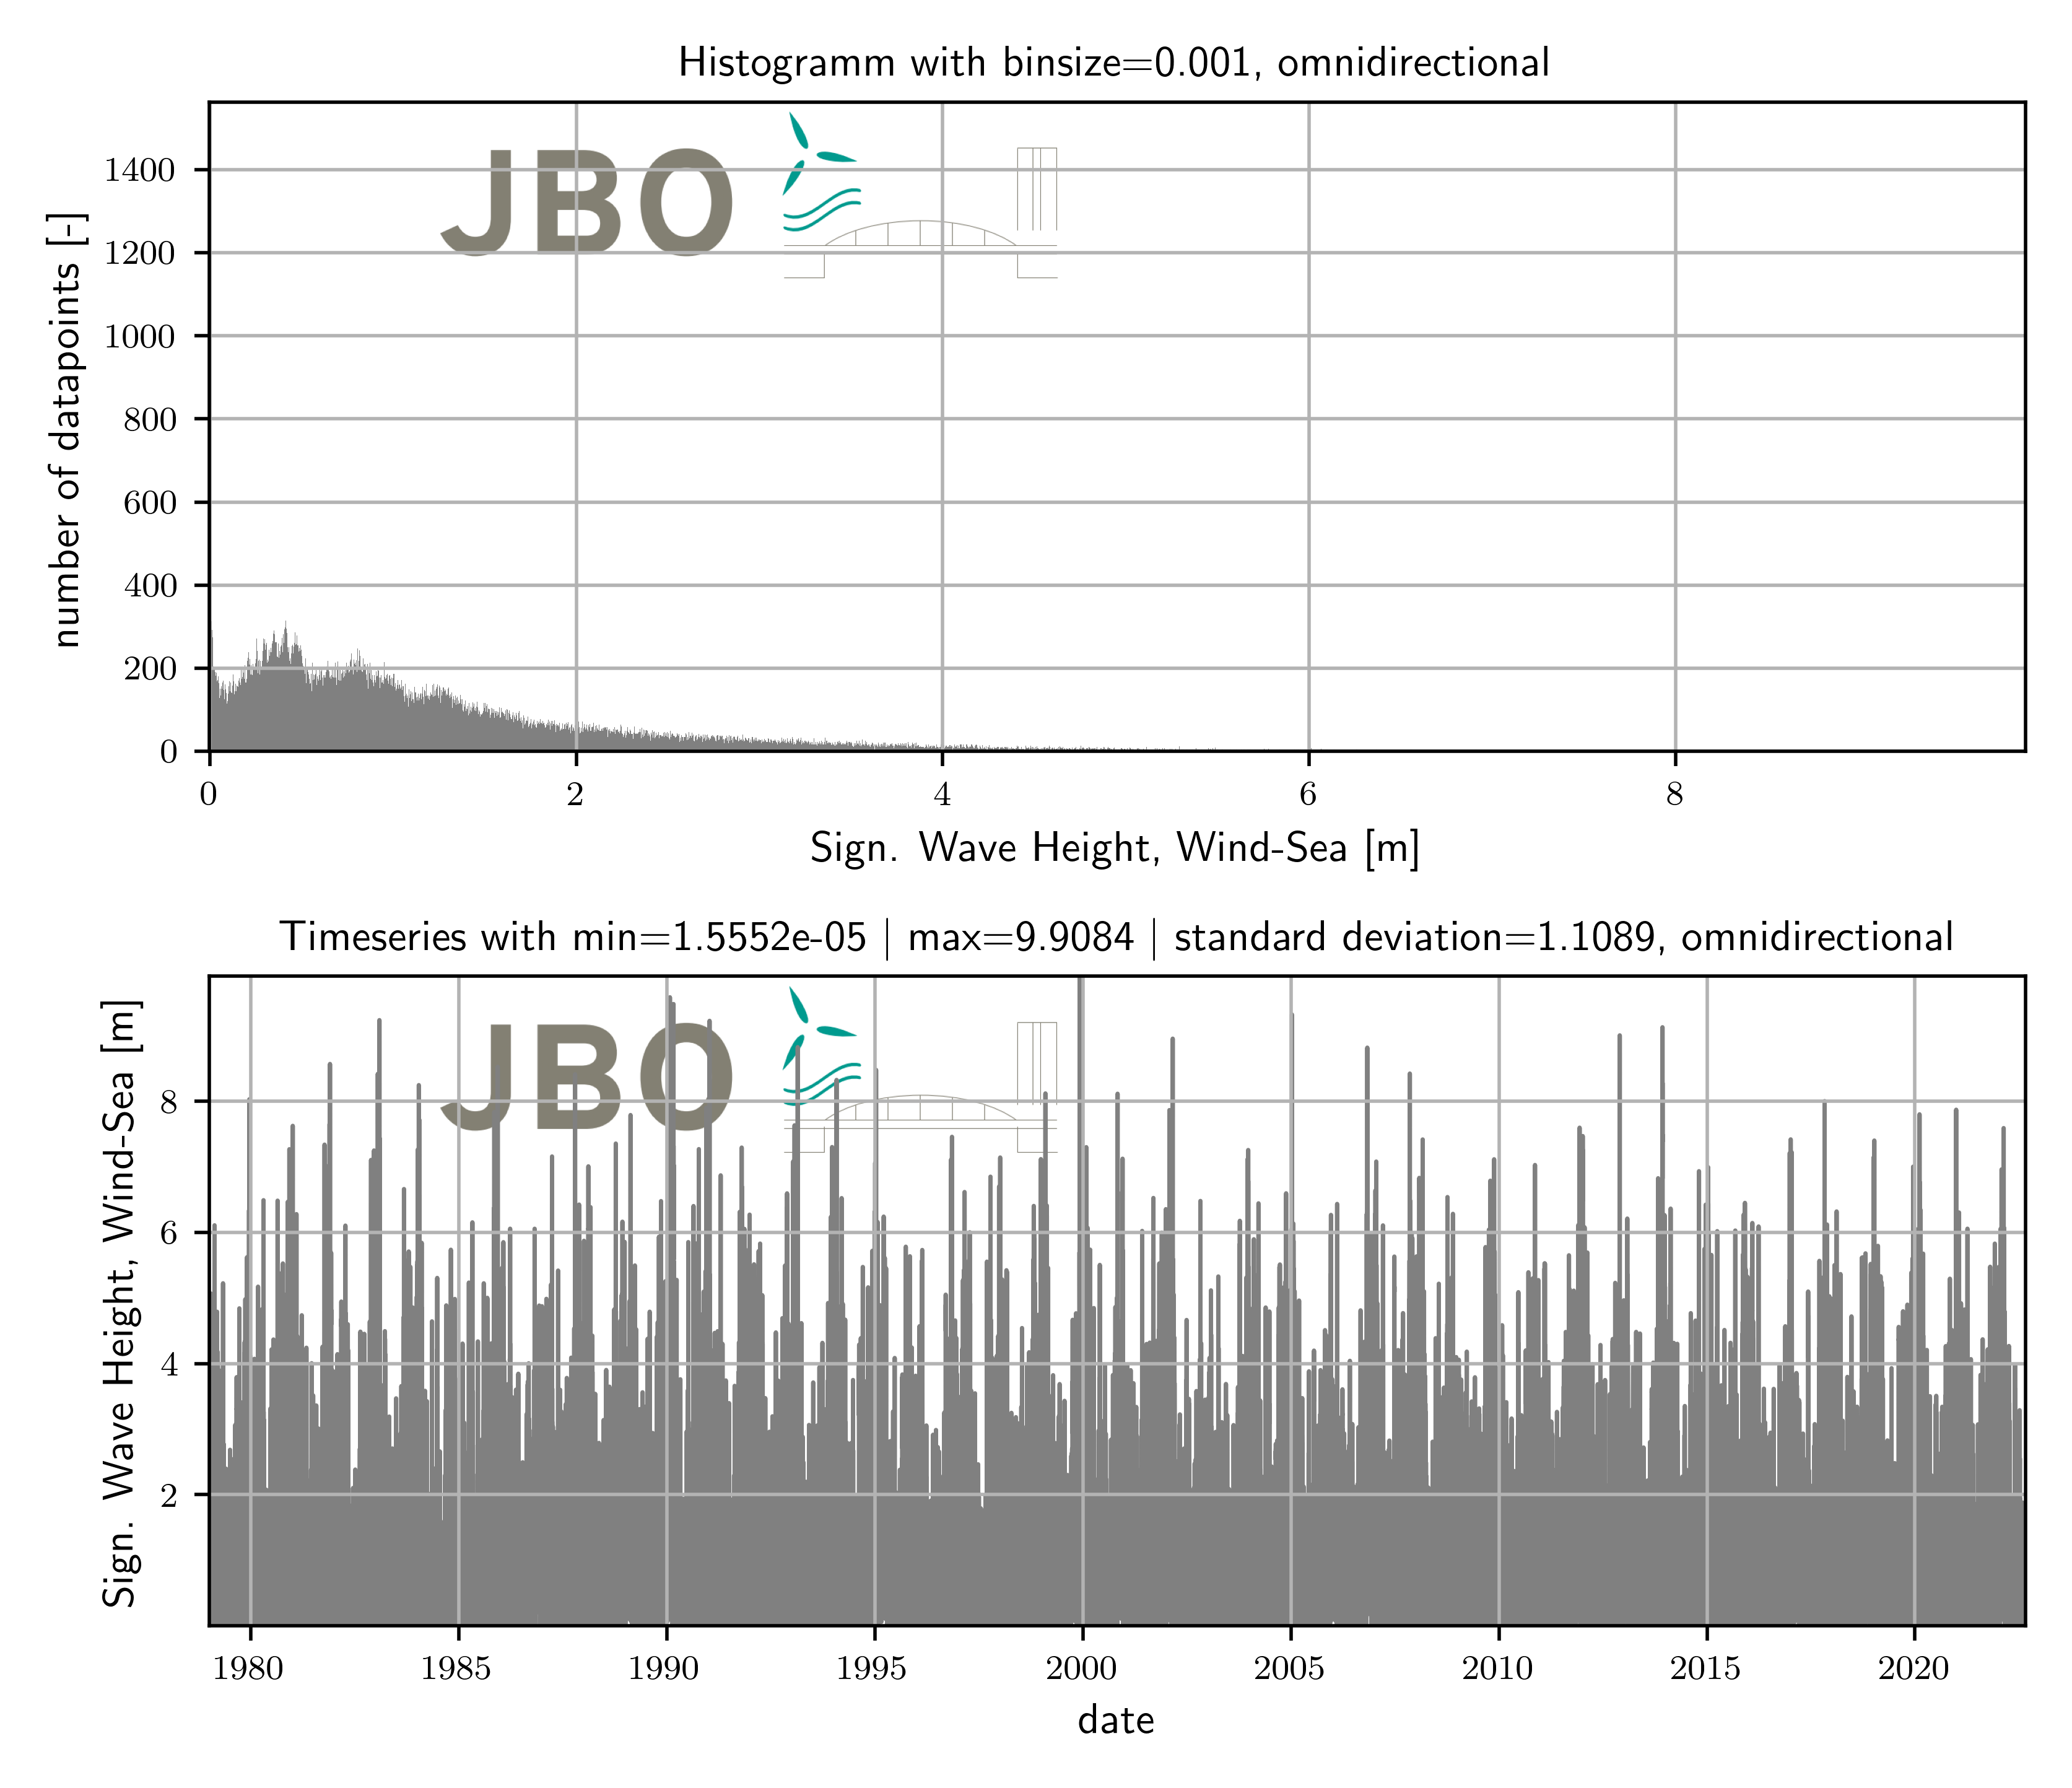 Histogramm with binsize=0.001, omnidirectional
JBO
number of datapoints [-]
1400
1200
1000
800
600
400
200
0
0 2 4 6 8
Sign. Wave Height, Wind-Sea [m]
Timeseries with min=1.5552e-05 | max=9.9084 | standard deviation=1.1089, omnidirectional
JBO
Sign. Wave Height, Wind-Sea [m]
8
6
4
2
1980 1985 1990 1995 2000 2005 2010 2015 2020
date